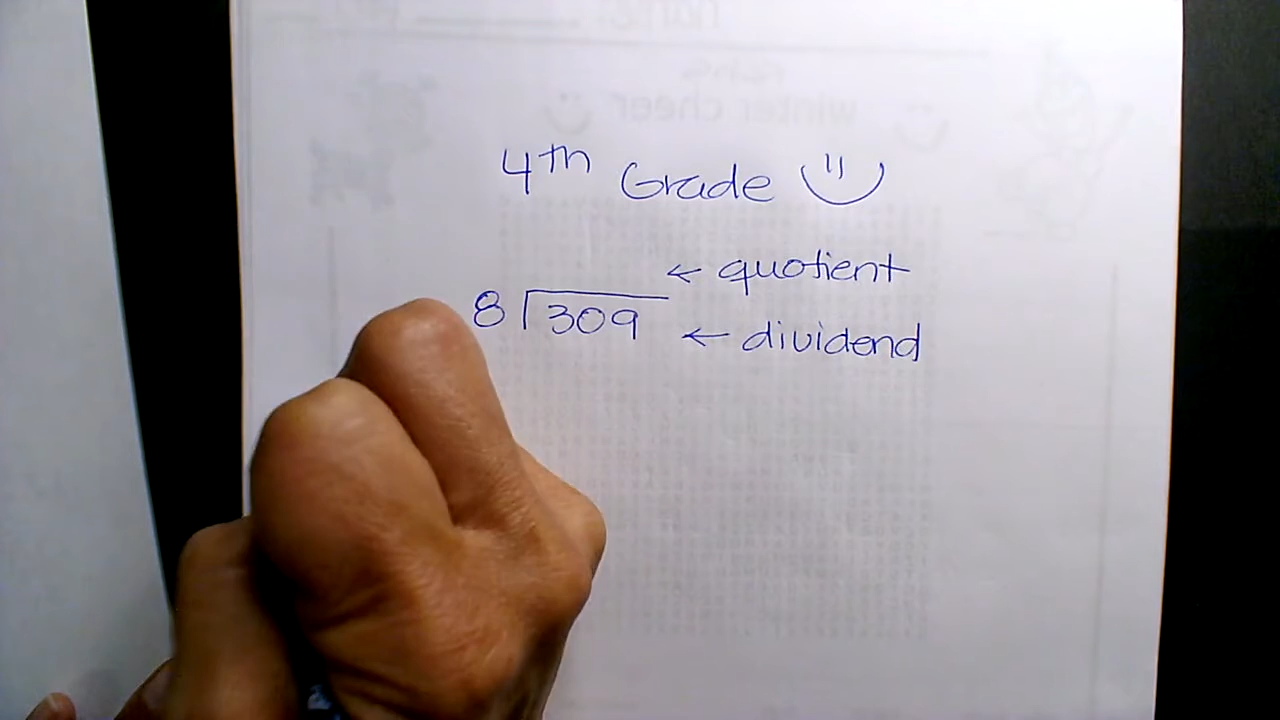 4th Grade
← quotient
8 309
← dividend